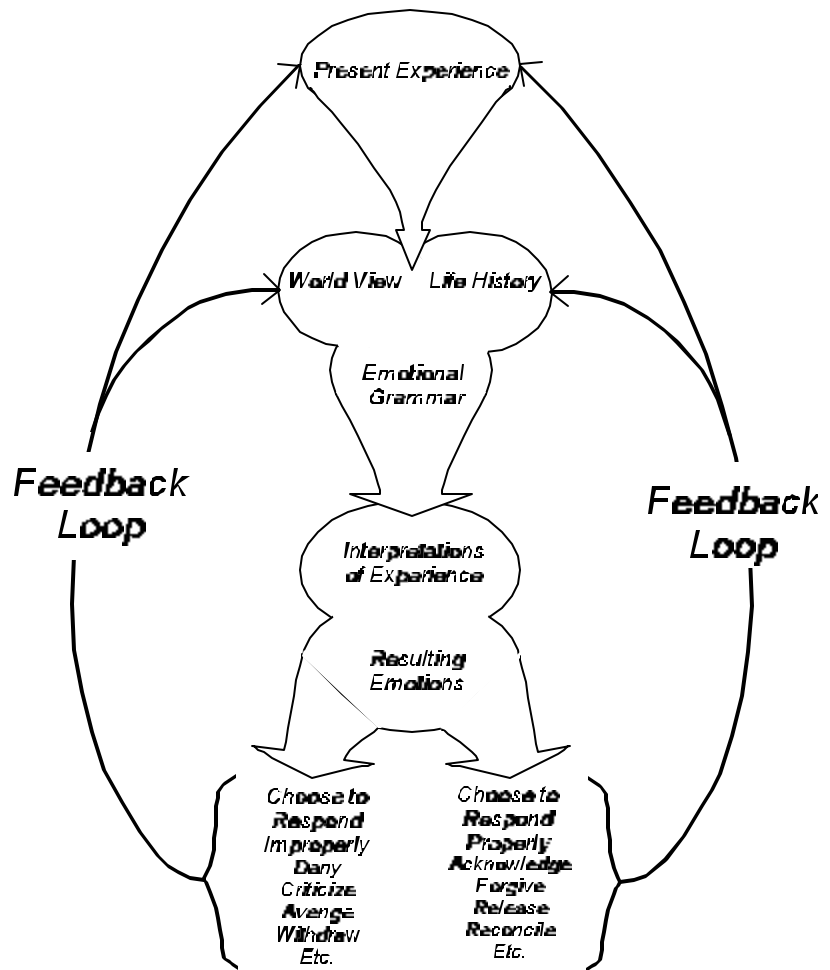 Present Experience
World View
Life History
Emotional
Grammar
Feedback
Loop
Feedback
Loop
Interpretations
of Experience
Resulting
Emotions
Choose to
Respond
Improperly
Deny
Criticize
Avenge
Withdraw
Etc.
Choose to
Respond
Properly
Acknowledge
Forgive
Release
Reconcile
Etc.